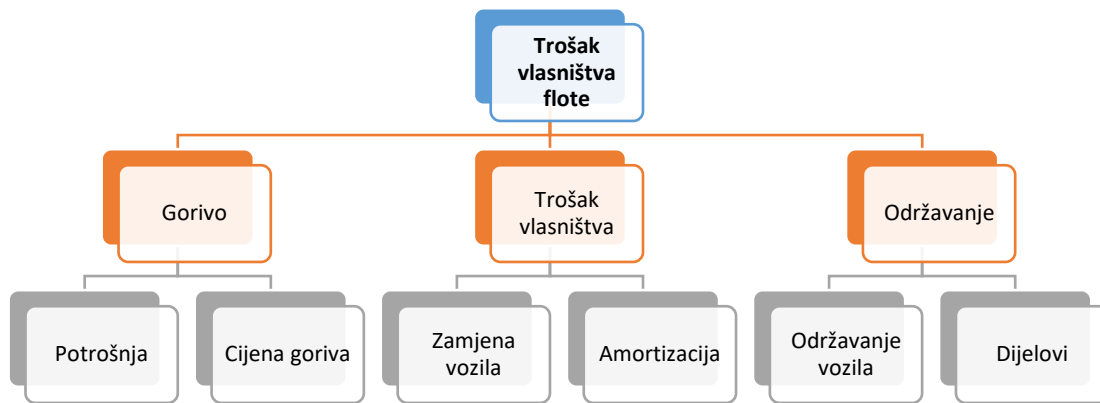 Trošak
vlasništva
flote
Gorivo
Trošak
vlasništva
Održavanje
Potrošnja
Cijena goriva
Zamjena
vozila
Amortizacija
Održavanje
vozila
Dijelovi